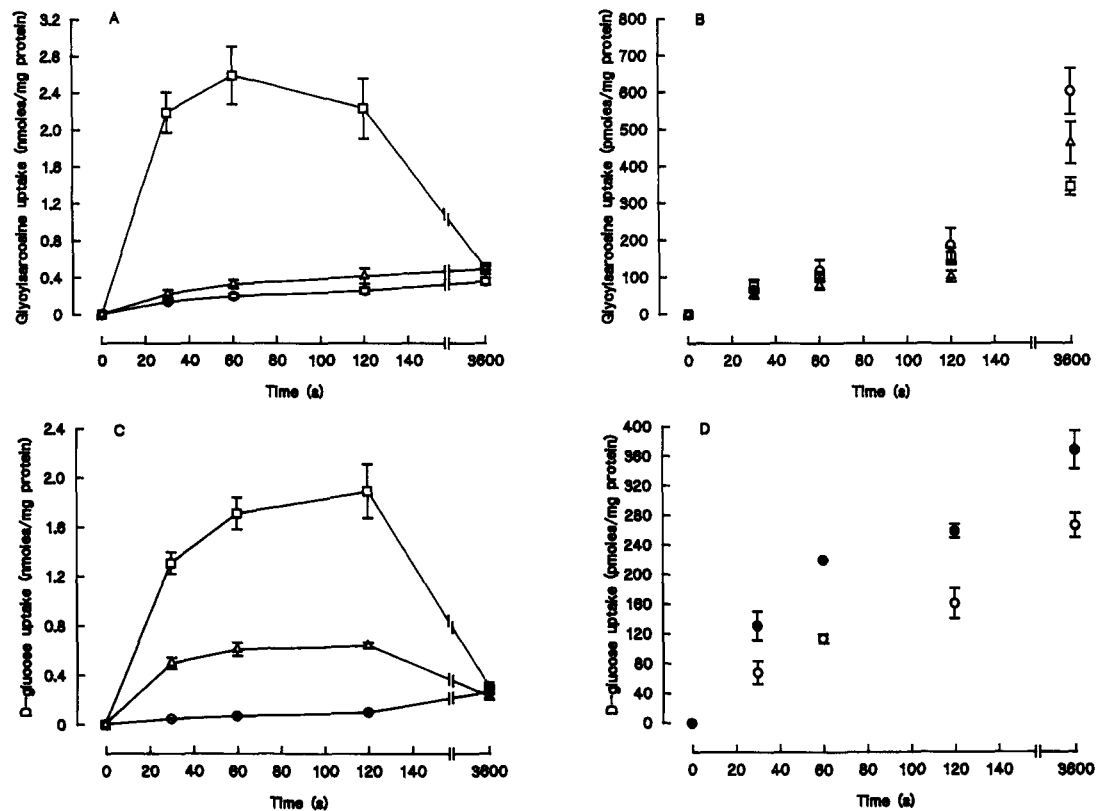 A
Glycylsarcosine uptake (nmoles/mg protein)
3.2
2.8
2.4
2.0
1.6
1.2
0.8
0.4
0
0 20 40 60 80 100 120 140 3600
Time (s)
B
Glycylsarcosine uptake (pmoles/mg protein)
800
700
600
500
400
300
200
100
0
0 20 40 60 80 100 120 140 3600
Time (s)
C
D-glucose uptake (nmoles/mg protein)
2.4
2.0
1.6
1.2
0.8
0.4
0
0 20 40 60 80 100 120 140 3600
Time (s)
D
D-glucose uptake (pmoles/mg protein)
400
360
320
280
240
200
160
120
80
40
0
0 20 40 60 80 100 120 140 3600
Time (s)